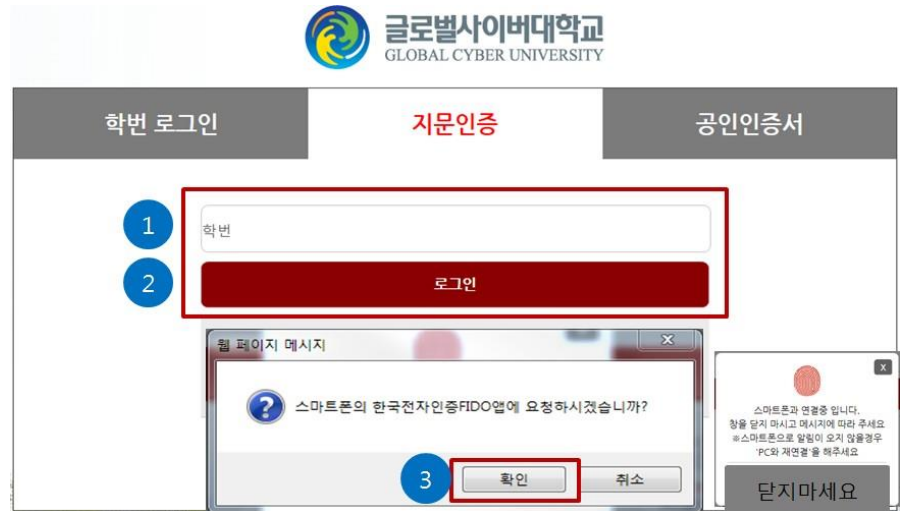 글로벌사이버대학교
GLOBAL CYBER UNIVERSITY
학번 로그인
지문인증
공인인증서
1
학번
2
로그인
웹 페이지 메시지
X
스마트폰의 한국전자인증FIDO앱에 요청하시겠습니까?
3
확인
취소
X
스마트폰과 연결중 입니다.
창을 닫지 마시고 메시지에 따라 주세요
※스마트폰으로 알림이 오지 않을경우
'PC와 재연결'을 해주세요
닫지마세요